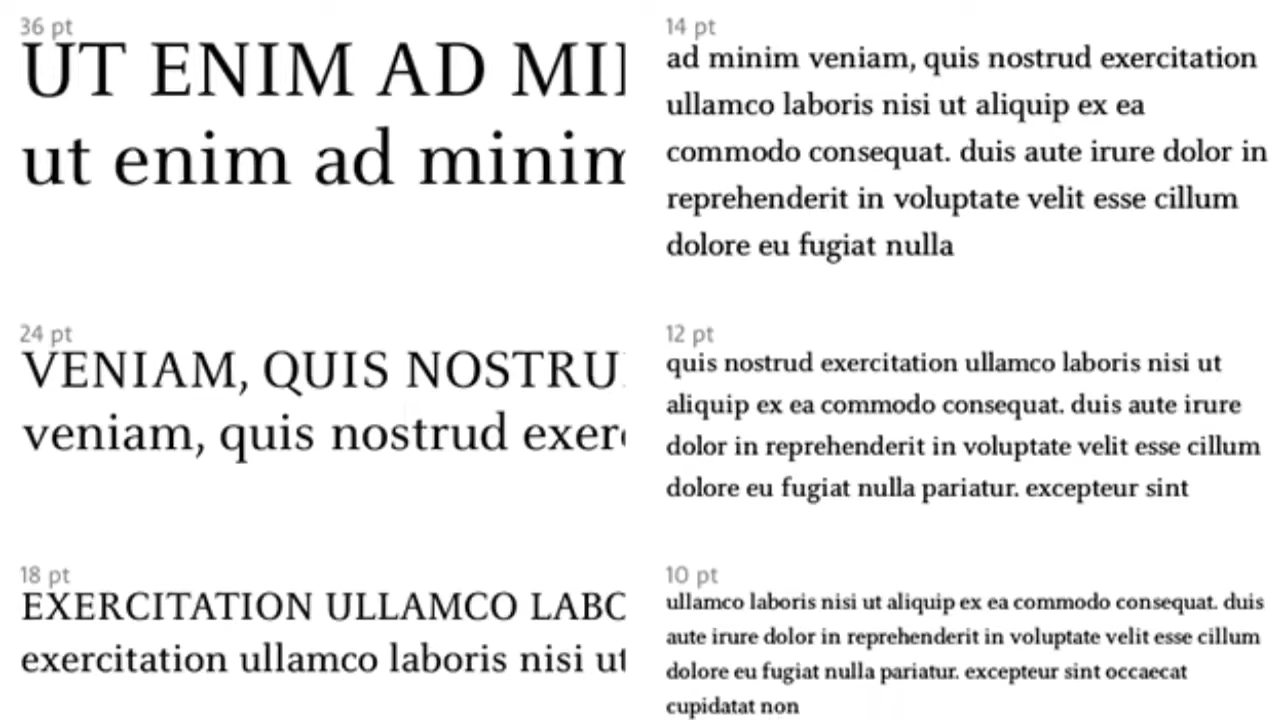 36 pt
UT ENIM AD MI
ut enim ad minim
24 pt
VENIAM, QUIS NOSTRU
veniam, quis nostrud exerc
18 pt
EXERCITATION ULLAMCO LABO
exercitation ullamco laboris nisi ut
14 pt
ad minim veniam, quis nostrud exercitation
ullamco laboris nisi ut aliquip ex ea
commodo consequat. duis aute irure dolor in
reprehenderit in voluptate velit esse cillum
dolore eu fugiat nulla
12 pt
quis nostrud exercitation ullamco laboris nisi ut
aliquip ex ea commodo consequat. duis aute irure
dolor in reprehenderit in voluptate velit esse cillum
dolore eu fugiat nulla pariatur. excepteur sint
10 pt
ullamco laboris nisi ut aliquip ex ea commodo consequat. duis
aute irure dolor in reprehenderit in voluptate velit esse cillum
dolore eu fugiat nulla pariatur. excepteur sint occaecat
cupidatat non